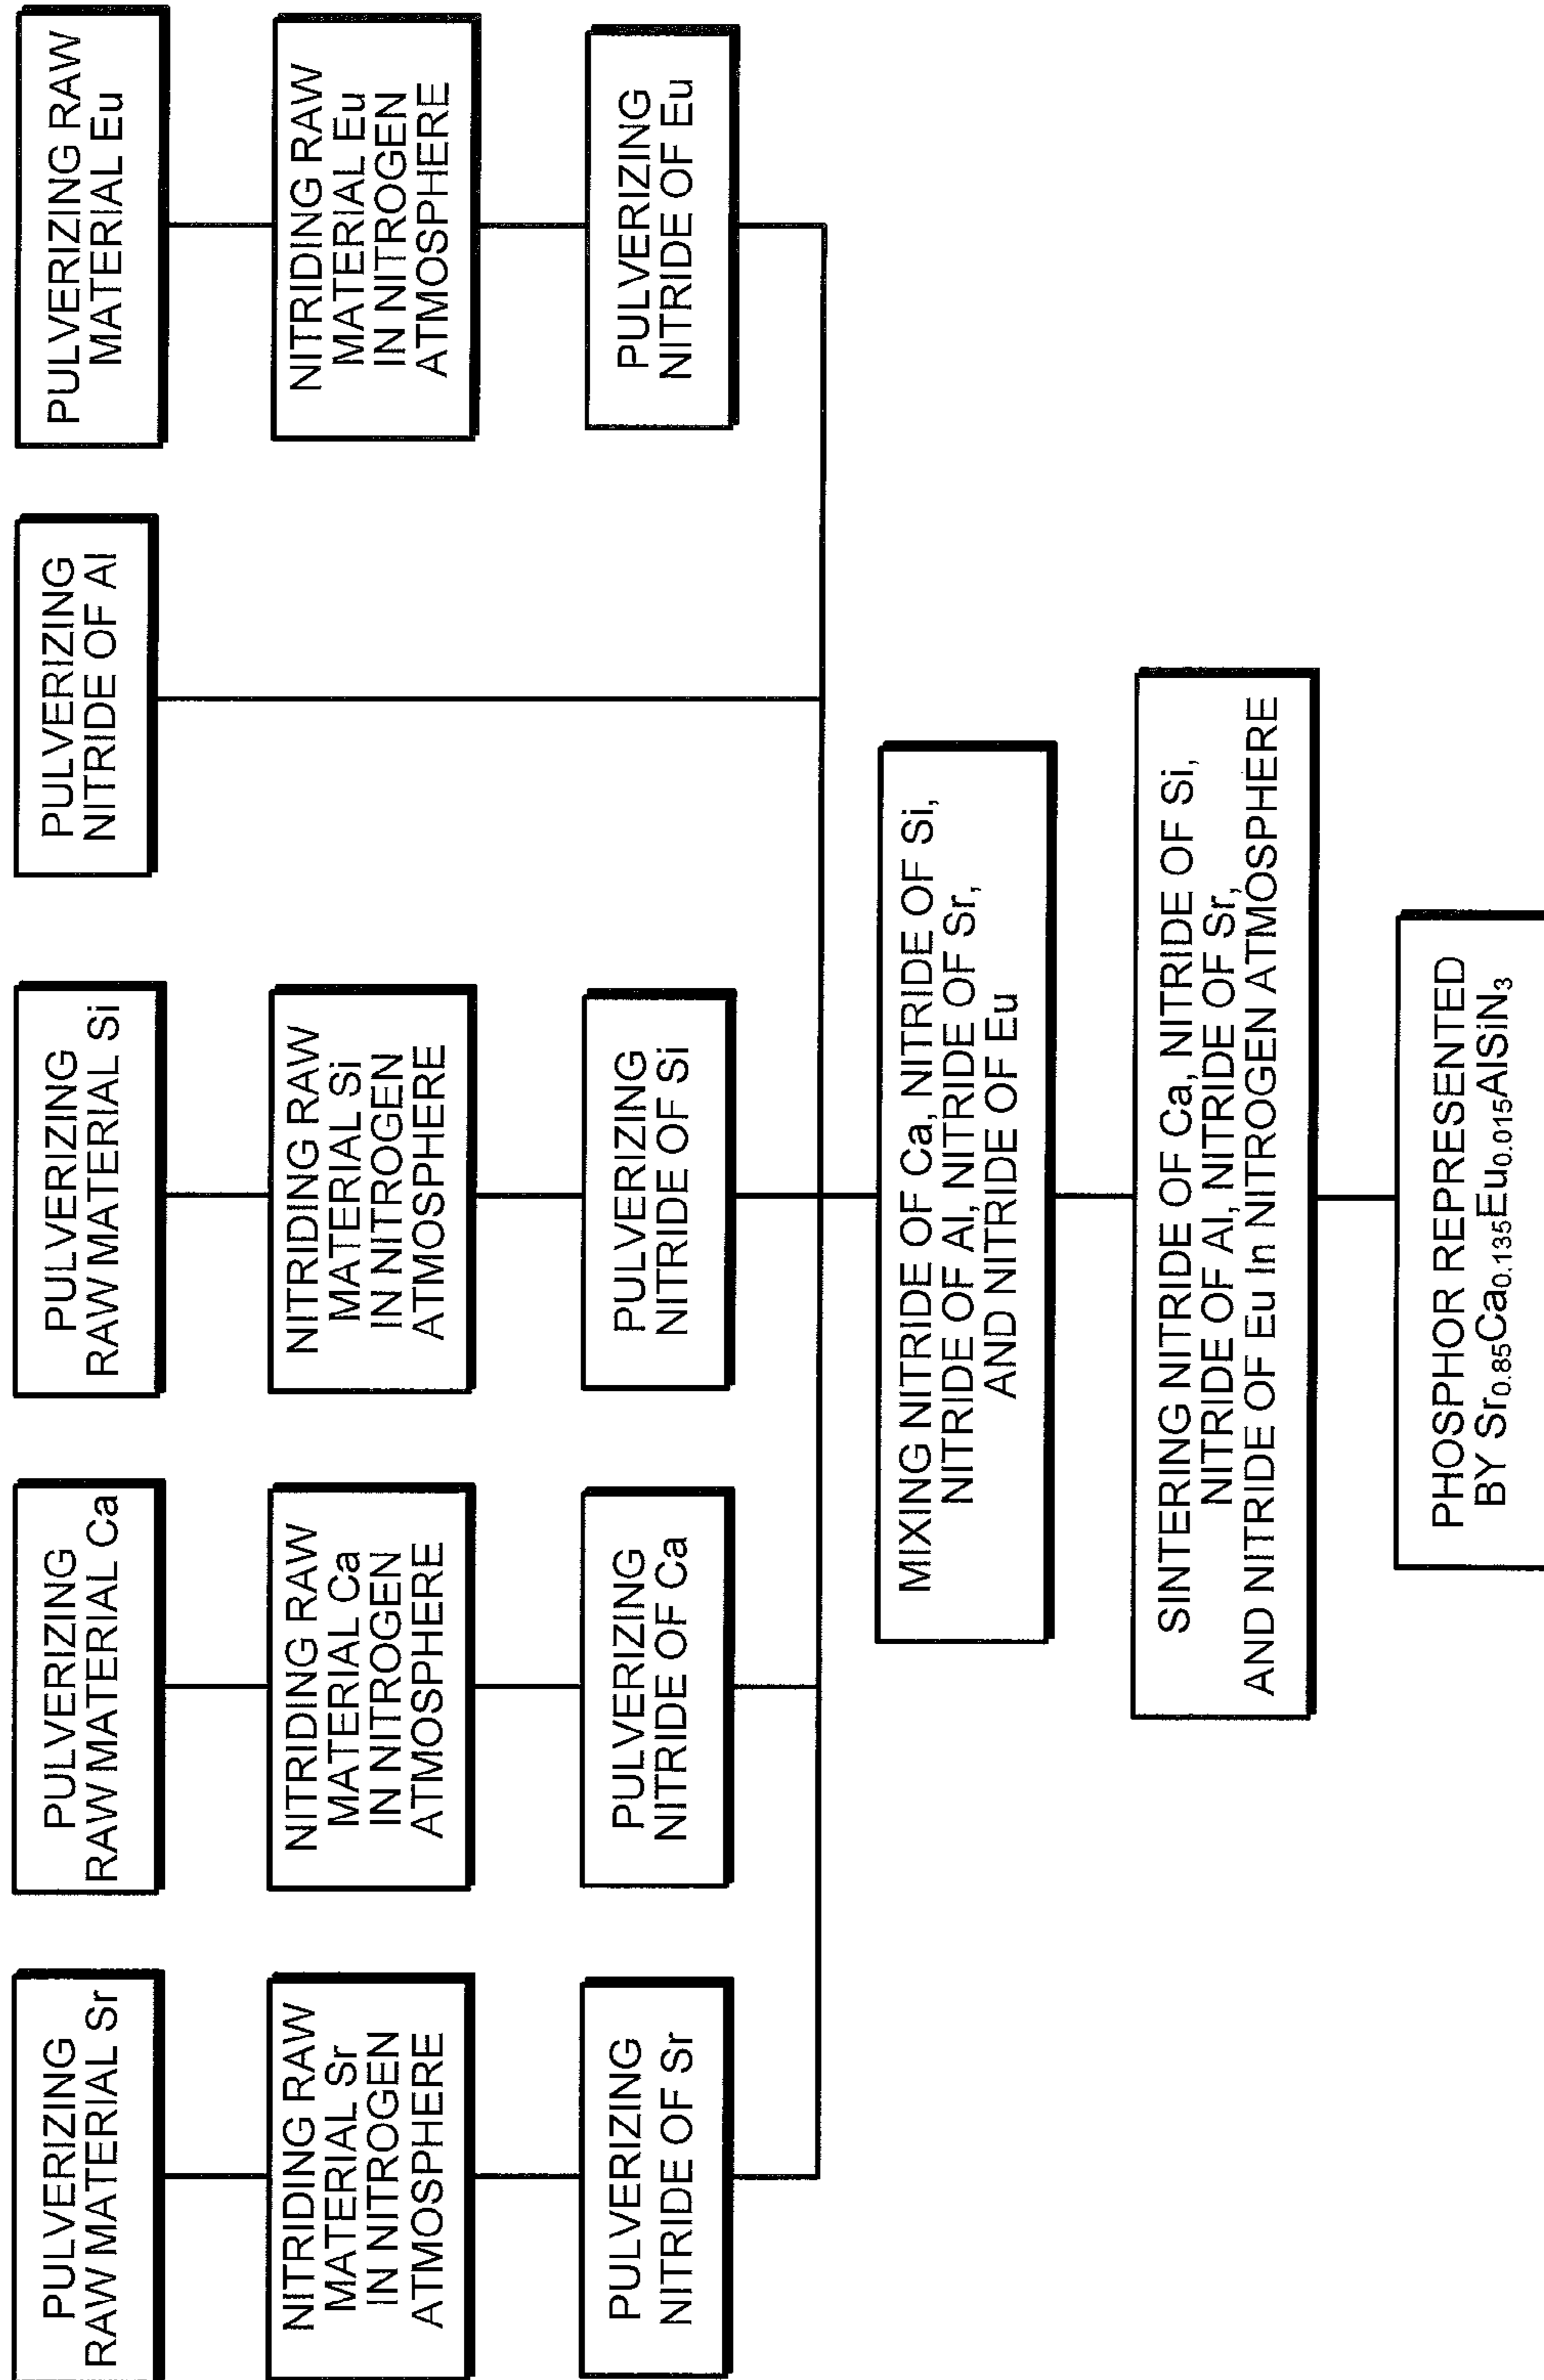 PULVERIZING
RAW MATERIAL Sr
NITRIDING RAW
MATERIAL Sr
IN NITROGEN
ATMOSPHERE
PULVERIZING
NITRIDE OF Sr
PULVERIZING
RAW MATERIAL Ca
NITRIDING RAW
MATERIAL Ca
IN NITROGEN
ATMOSPHERE
PULVERIZING
NITRIDE OF Ca
PULVERIZING
RAW MATERIAL Si
NITRIDING RAW
MATERIAL Si
IN NITROGEN
ATMOSPHERE
PULVERIZING
NITRIDE OF Si
PULVERIZING
NITRIDE OF Al
PULVERIZING RAW
MATERIAL Eu
NITRIDING RAW
MATERIAL Eu
IN NITROGEN
ATMOSPHERE
PULVERIZING
NITRIDE OF Eu
MIXING NITRIDE OF Ca, NITRIDE OF Si,
NITRIDE OF Al, NITRIDE OF Sr,
AND NITRIDE OF Eu
SINTERING NITRIDE OF Ca, NITRIDE OF Si,
NITRIDE OF Al, NITRIDE OF Sr,
AND NITRIDE OF Eu In NITROGEN ATMOSPHERE
PHOSPHOR REPRESENTED
BY Sr₀.₈₅Ca₀.₁₃₅Eu₀.₀₁₅AlSiN₃